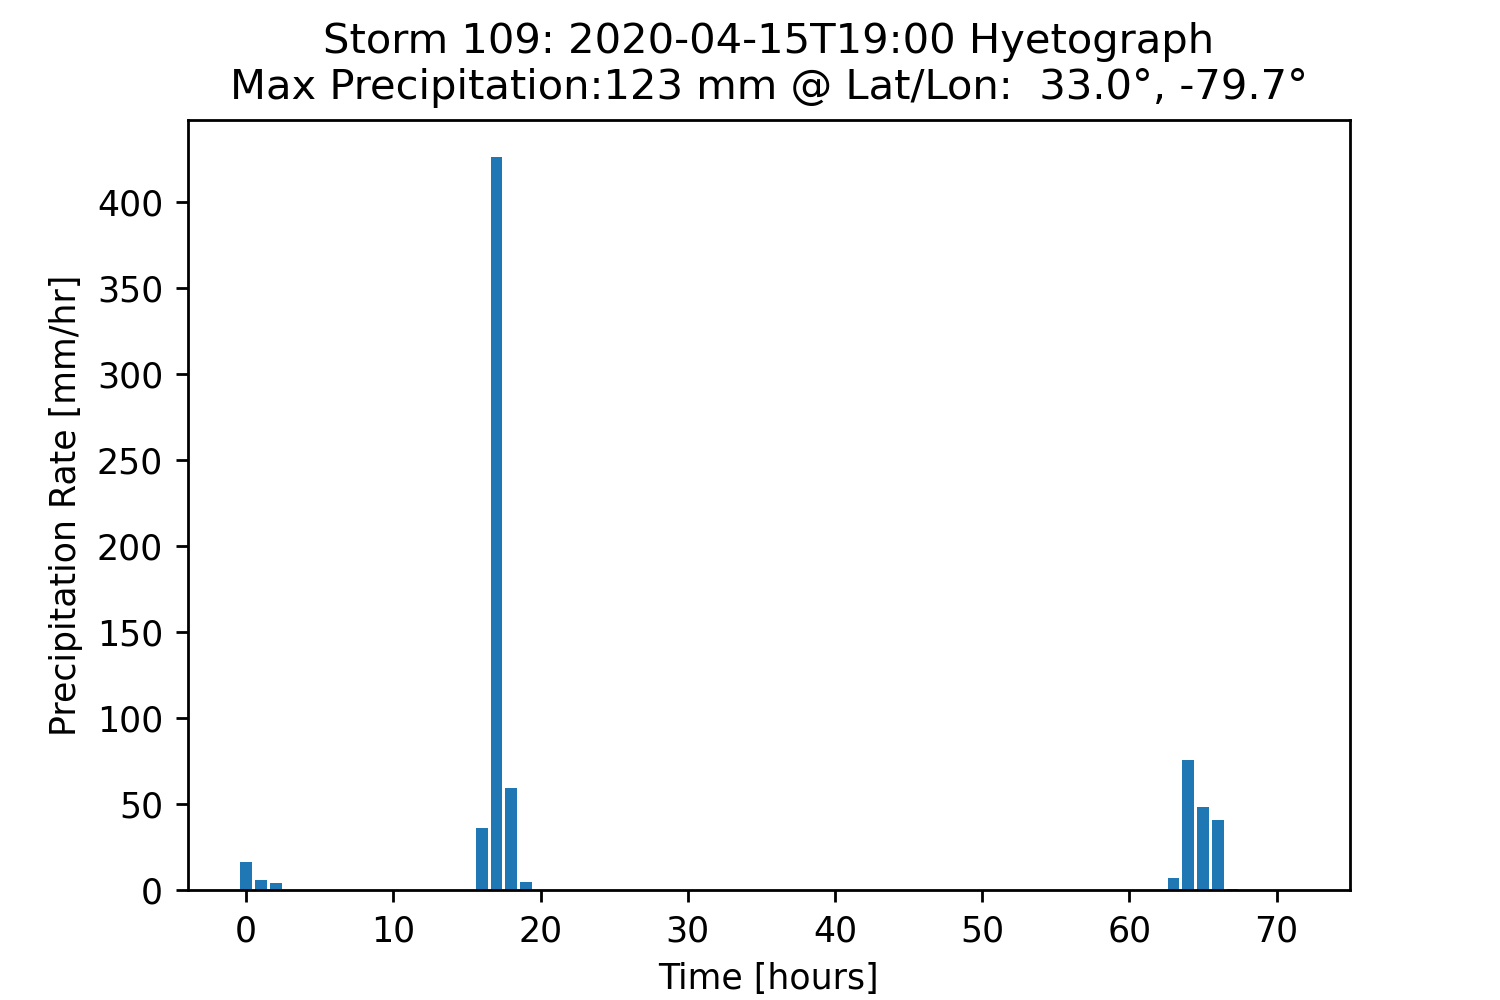 Storm 109: 2020-04-15T19:00 Hyetograph
Max Precipitation:123 mm @ Lat/Lon:  33.0°, -79.7°
Precipitation Rate [mm/hr]
400
350
300
250
200
150
100
50
0
0 10 20 30 40 50 60 70
Time [hours]